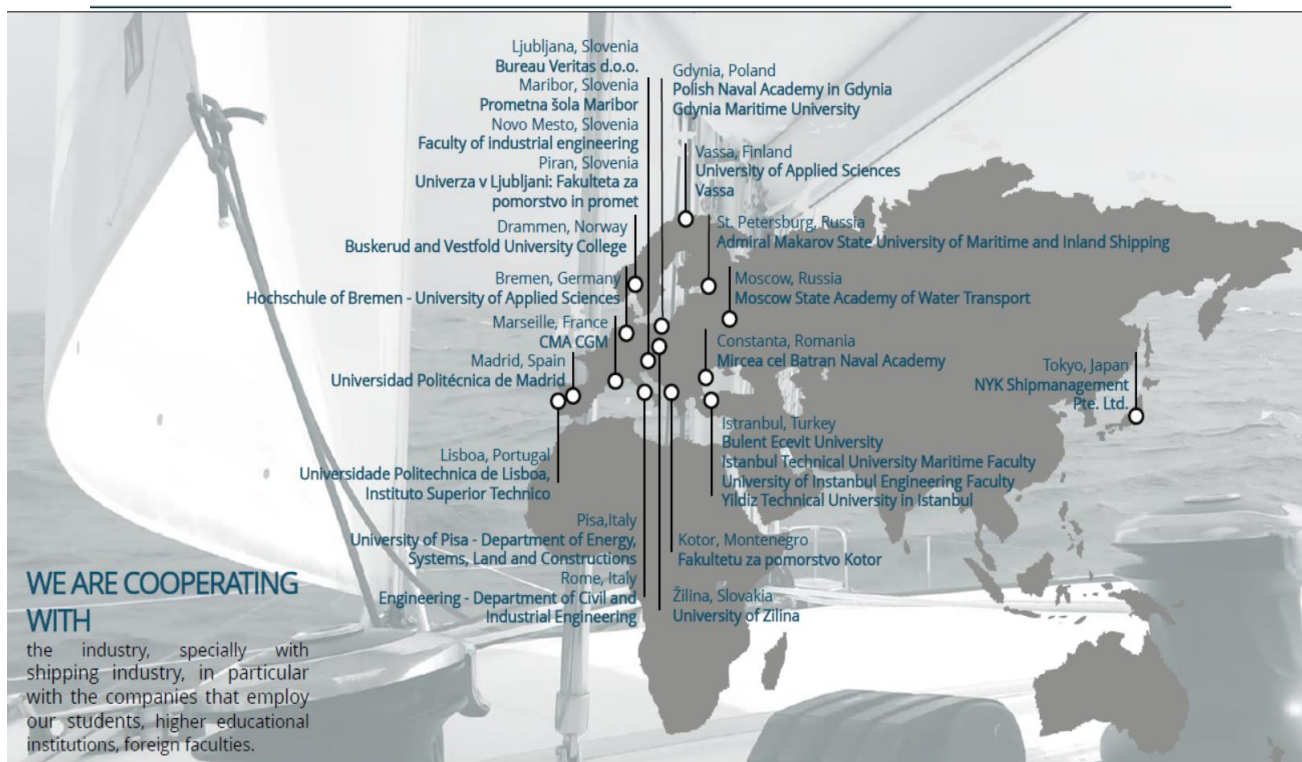 Ljubljana, Slovenia
Bureau Veritas d.o.o.
Maribor, Slovenia
Prometna šola Maribor
Novo Mesto, Slovenia
Faculty of industrial engineering
Piran, Slovenia
Univerza v Ljubljani: Fakulteta za
pomorstvo in promet
Drammen, Norway
Buskerud and Vestfold University College
Bremen, Germany
Hochschule of Bremen - University of Applied Sciences
Marseille, France
CMA CGM
Madrid, Spain
Universidad Politécnica de Madrid
Lisboa, Portugal
Universidade Politechnica de Lisboa,
Instituto Superior Technico
Pisa,Italy
University of Pisa - Department of Energy,
Systems, Land and Constructions
Rome, Italy
Engineering - Department of Civil and
Industrial Engineering
Gdynia, Poland
Polish Naval Academy in Gdynia
Gdynia Maritime University
Vassa, Finland
University of Applied Sciences
Vassa
St. Petersburg, Russia
Admiral Makarov State University of Maritime and Inland Shipping
Moscow, Russia
Moscow State Academy of Water Transport
Constanta, Romania
Mircea cel Batran Naval Academy
Tokyo, Japan
NYK Shipmanagement
Pte. Ltd.
Istranbul, Turkey
Bulent Ecevit University
Istanbul Technical University Maritime Faculty
University of Instanbul Engineering Faculty
Yildiz Technical University in Istanbul
Kotor, Montenegro
Fakultetu za pomorstvo Kotor
Žilina, Slovakia
University of Zilina
WE ARE COOPERATING
WITH
the industry, specially with
shipping industry, in particular
with the companies that employ
our students, higher educational
institutions, foreign faculties.